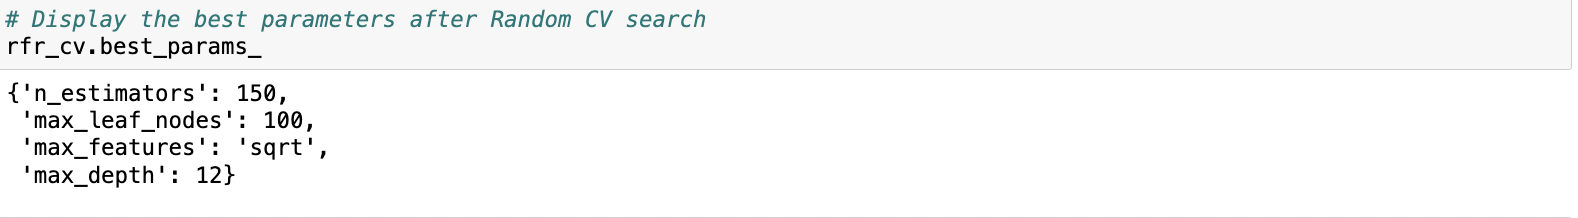 # Display the best parameters after Random CV search
rfr_cv.best_params_
{'n_estimators': 150,
 'max_leaf_nodes': 100,
 'max_features': 'sqrt',
 'max_depth': 12}